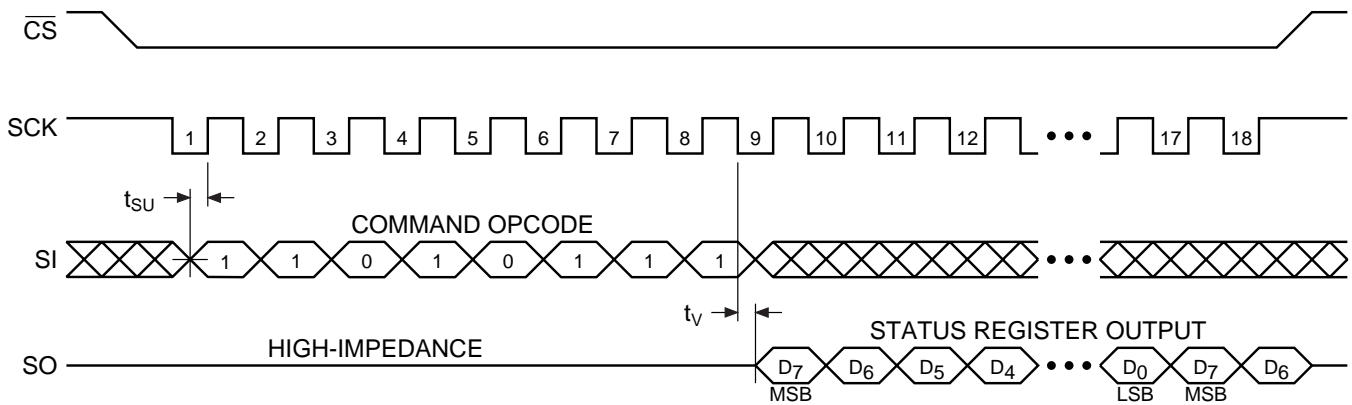 CS
SCK 1 2 3 4 5 6 7 8 9 10 11 12 ••• 17 18
tSU
COMMAND OPCODE
SI 1 1 0 1 0 1 1 1 •••
tV
HIGH-IMPEDANCE
STATUS REGISTER OUTPUT
SO D7 D6 D5 D4 ••• D0 D7 D6
MSB LSB MSB